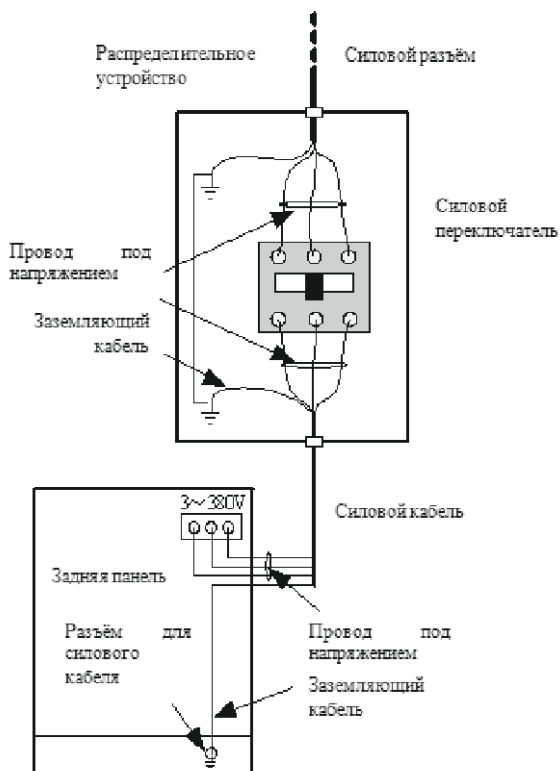 Распределительное
устройство
Силовой разъём
Силовой
переключатель
Провод под
напряжением
Заземляющий
кабель
3~380V
Силовой кабель
Задняя панель
Разъём для
силового
кабеля
Провод под
напряжением
Заземляющий
кабель